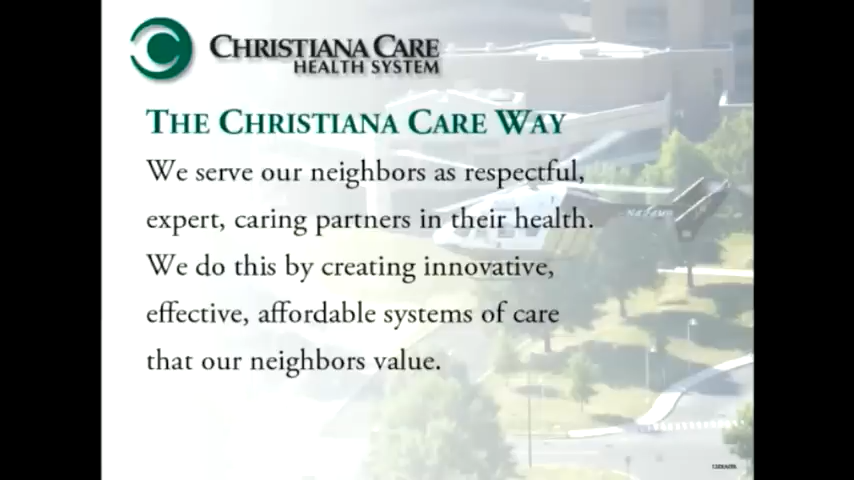 CHRISTIANA CARE
HEALTH SYSTEM
THE CHRISTIANA CARE WAY
We serve our neighbors as respectful,
expert, caring partners in their health.
We do this by creating innovative,
effective, affordable systems of care
that our neighbors value.